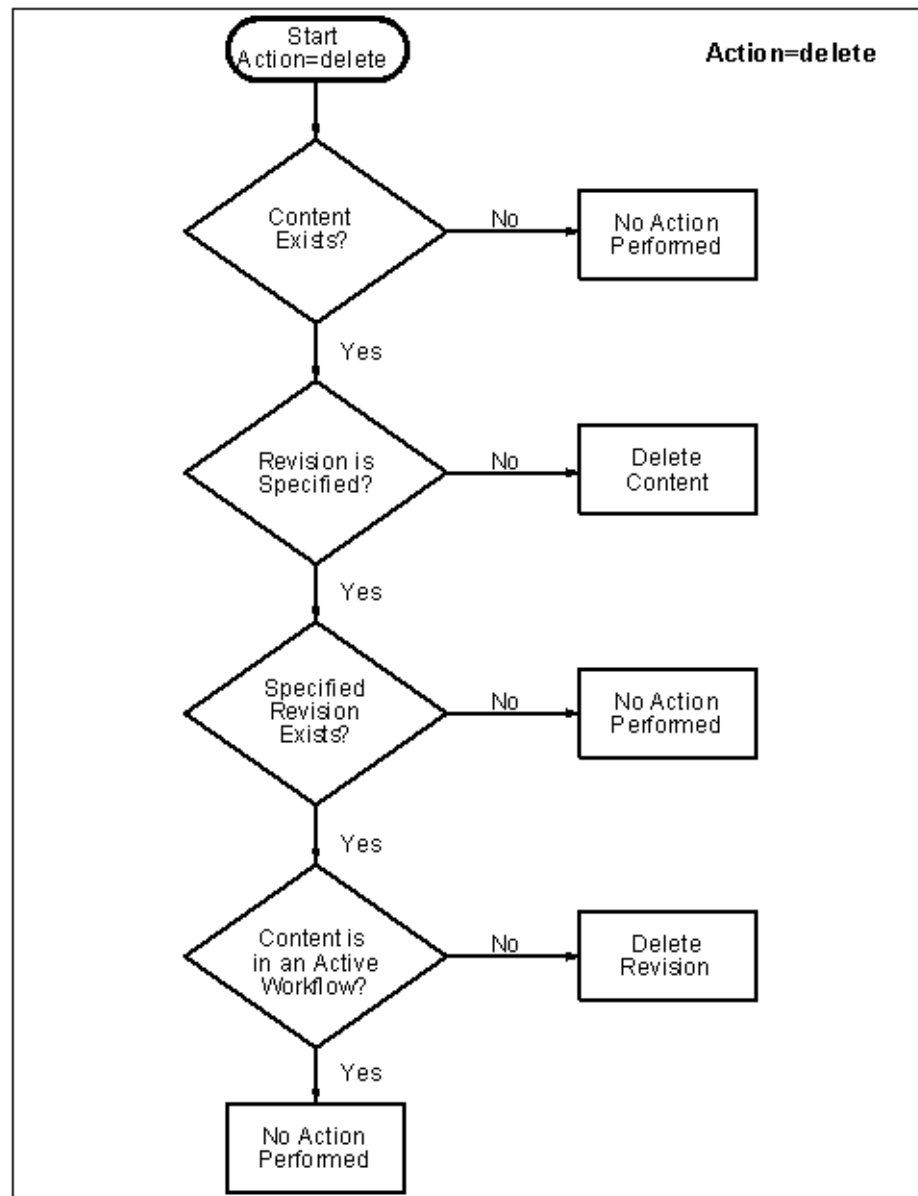 Start
Action=delete
Action=delete
Content
Exists?
No
No Action
Performed
Yes
Revision is
Specified?
No
Delete
Content
Yes
Specified
Revision
Exists?
No
No Action
Performed
Yes
Content is
in an Active
Workflow?
No
Delete
Revision
Yes
No Action
Performed